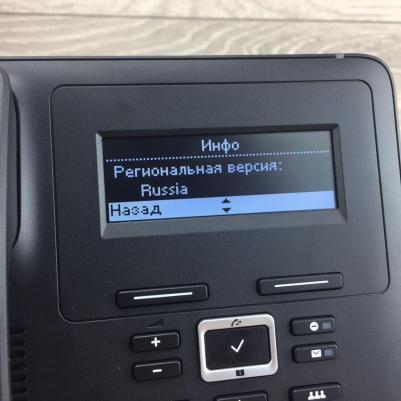 Инфо
Региональная версия:
Russia
Назад